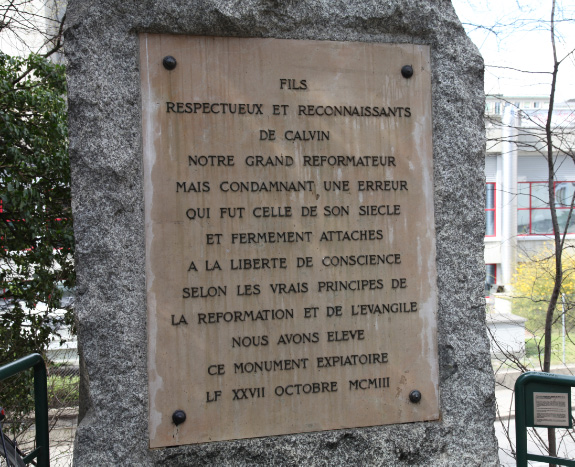 FILS
RESPECTUEUX ET RECONNAISSANTS
DE CALVIN
NOTRE GRAND REFORMATEUR
MAIS CONDAMNANT UNE ERREUR
QUI FUT CELLE DE SON SIECLE
ET FERMEMENT ATTACHES
A LA LIBERTE DE CONSCIENCE
SELON LES VRAIS PRINCIPES DE
LA REFORMATION ET DE L'EVANGILE
NOUS AVONS ELEVE
CE MONUMENT EXPIATOIRE
LE XXVII OCTOBRE MCMIII